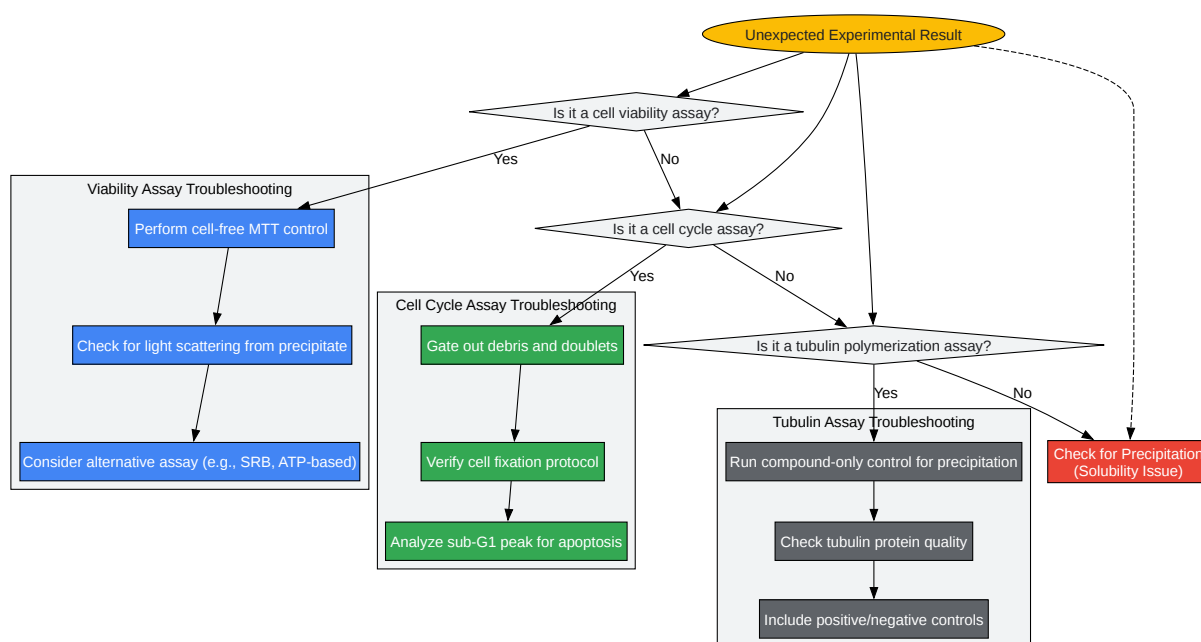 Unexpected Experimental Result
Is it a cell viability assay?
Yes
No
Viability Assay Troubleshooting
Perform cell-free MTT control
Is it a cell cycle assay?
Yes
No
Cell Cycle Assay Troubleshooting
Check for light scattering from precipitate
Gate out debris and doublets
Is it a tubulin polymerization assay?
Yes
No
Tubulin Assay Troubleshooting
Consider alternative assay (e.g., SRB, ATP-based)
Verify cell fixation protocol
Run compound-only control for precipitation
Check for Precipitation
(Solubility Issue)
Analyze sub-G1 peak for apoptosis
Check tubulin protein quality
Include positive/negative controls